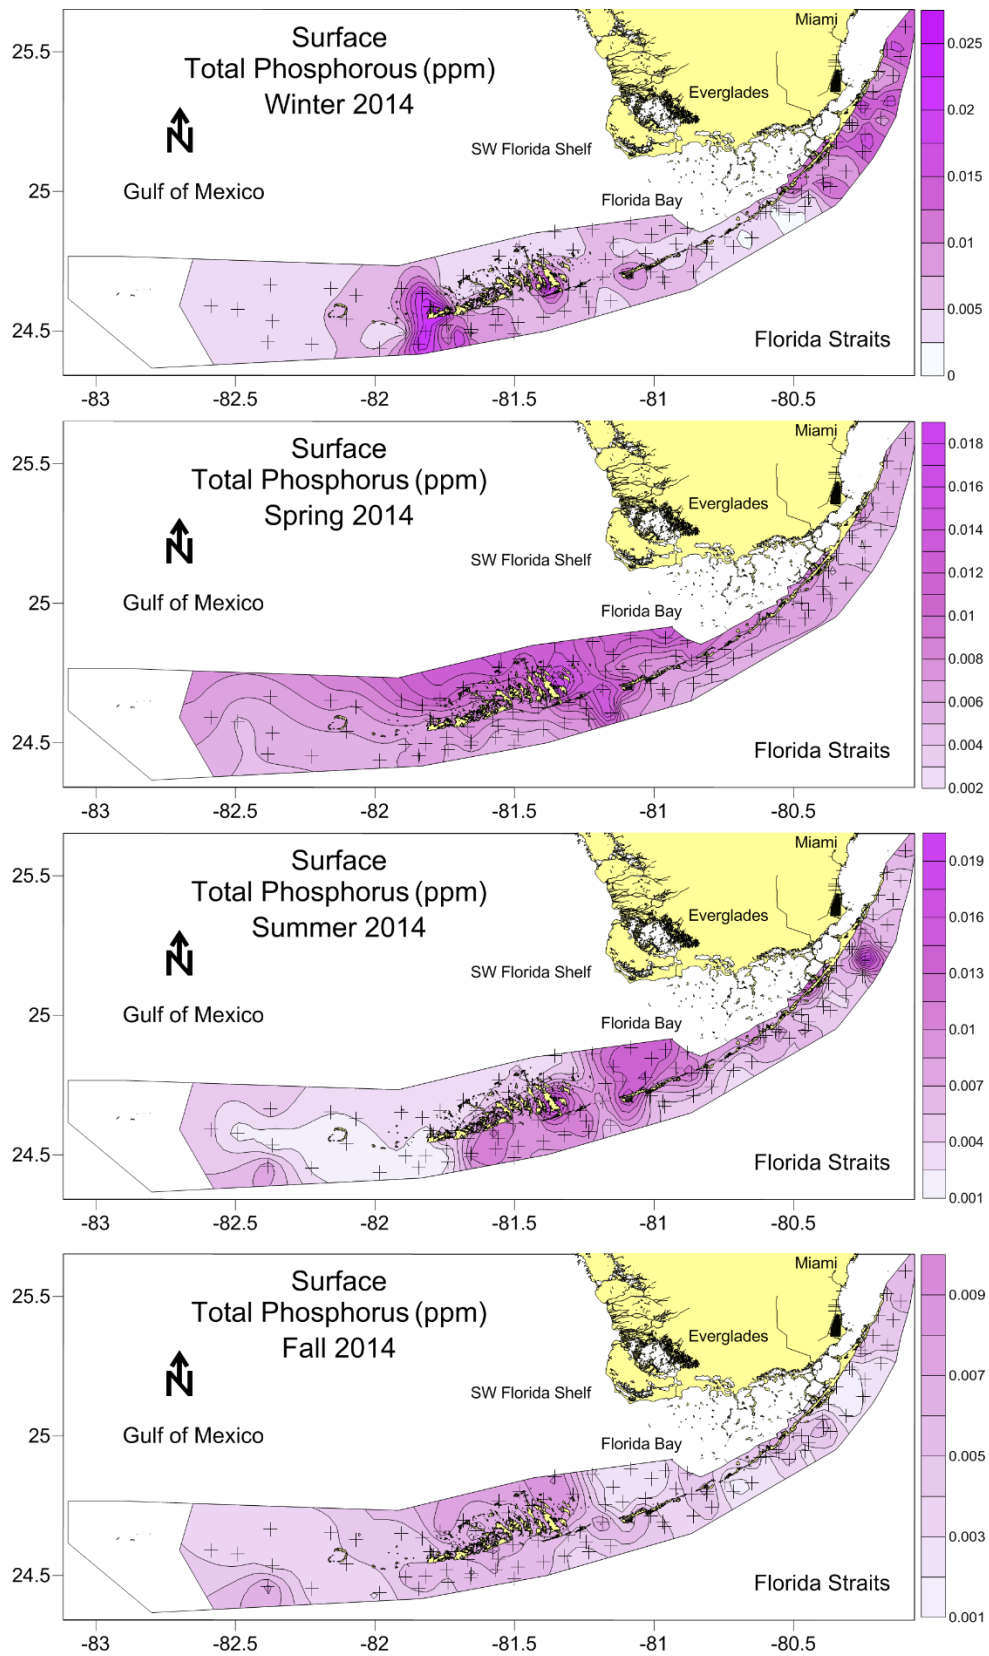 Surface
Total Phosphorous (ppm)
Winter 2014
N
Gulf of Mexico
Miami
Everglades
SW Florida Shelf
Florida Bay
Florida Straits
25.5
25
24.5
-83
-82.5
-82
-81.5
-81
-80.5
0.025
0.02
0.015
0.01
0.005
0
Surface
Total Phosphorus (ppm)
Spring 2014
N
Gulf of Mexico
Miami
Everglades
SW Florida Shelf
Florida Bay
Florida Straits
25.5
25
24.5
-83
-82.5
-82
-81.5
-81
-80.5
0.018
0.016
0.014
0.012
0.01
0.008
0.006
0.004
0.002
Surface
Total Phosphorus (ppm)
Summer 2014
N
Gulf of Mexico
Miami
Everglades
SW Florida Shelf
Florida Bay
Florida Straits
25.5
25
24.5
-83
-82.5
-82
-81.5
-81
-80.5
0.019
0.016
0.013
0.01
0.007
0.004
0.001
Surface
Total Phosphorus (ppm)
Fall 2014
N
Gulf of Mexico
Miami
Everglades
SW Florida Shelf
Florida Bay
Florida Straits
25.5
25
24.5
-83
-82.5
-82
-81.5
-81
-80.5
0.009
0.007
0.005
0.003
0.001